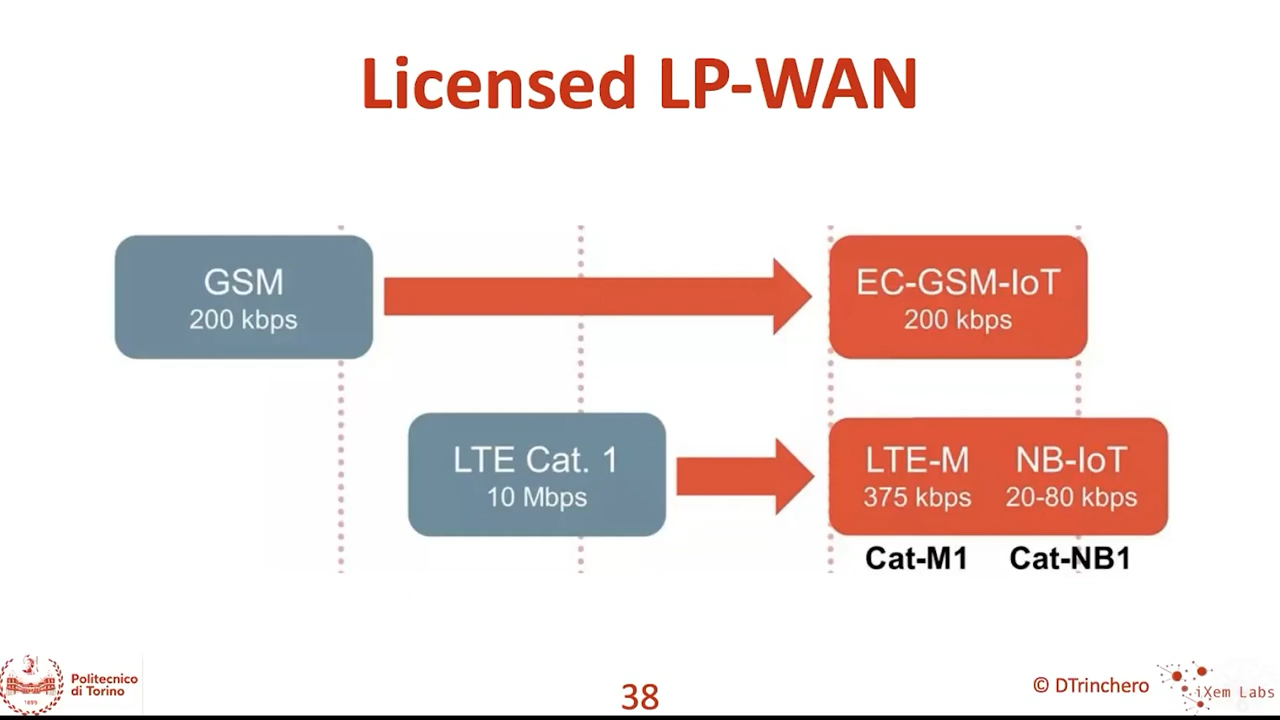 Licensed LP-WAN
GSM
200 kbps
EC-GSM-IoT
200 kbps
LTE Cat. 1
10 Mbps
LTE-M NB-IoT
375 kbps 20-80 kbps
Cat-M1 Cat-NB1
Politecnico
di Torino
1859
38
© DTrinchero
iXem Labs